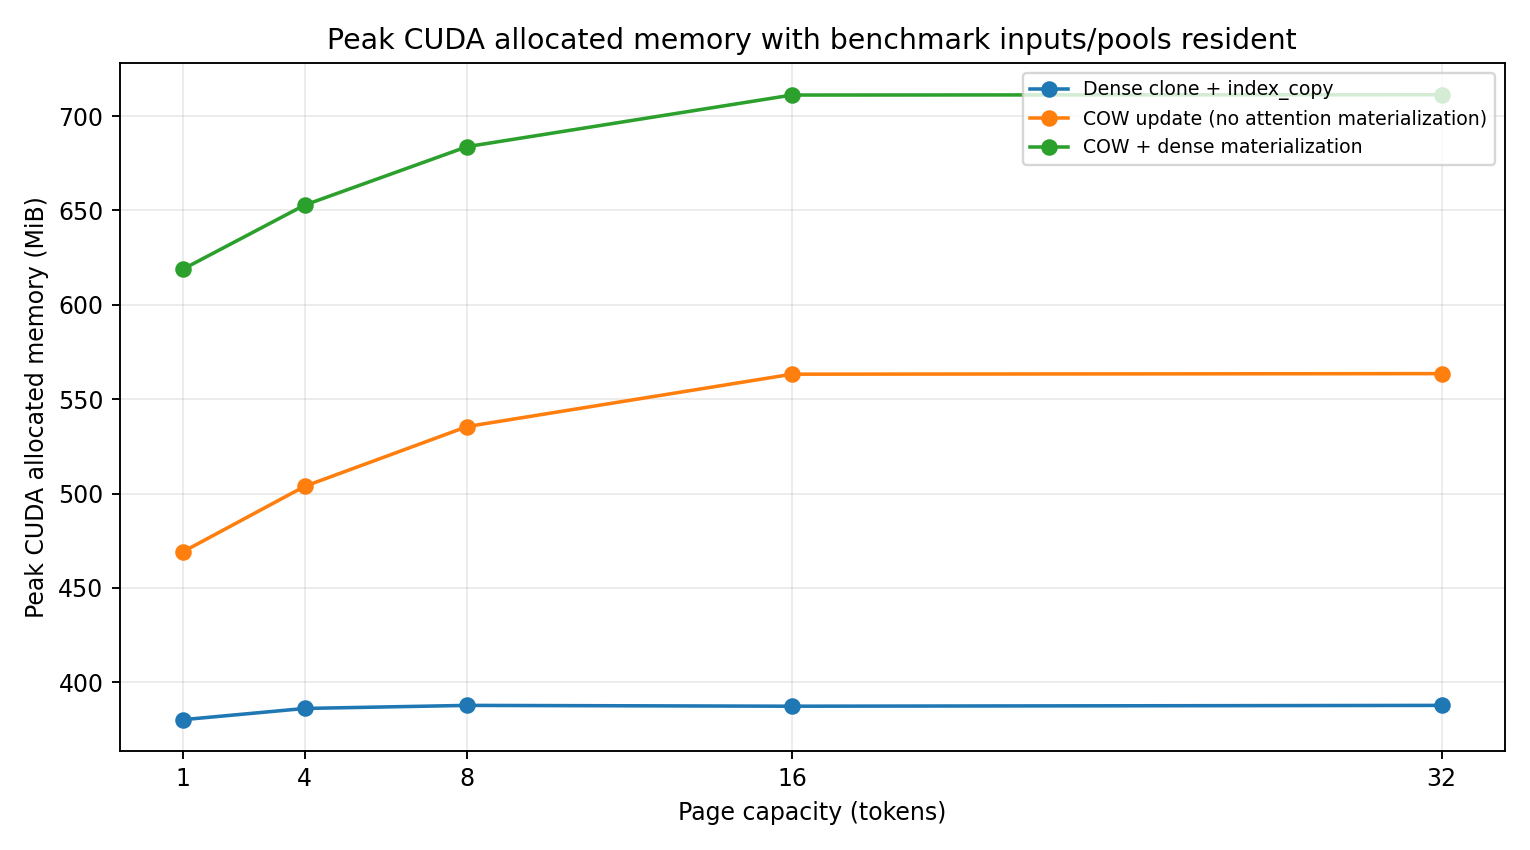 Peak CUDA allocated memory with benchmark inputs/pools resident
Dense clone + index_copy
COW update (no attention materialization)
COW + dense materialization
Peak CUDA allocated memory (MiB)
700
650
600
550
500
450
400
1 4 8 16 32
Page capacity (tokens)